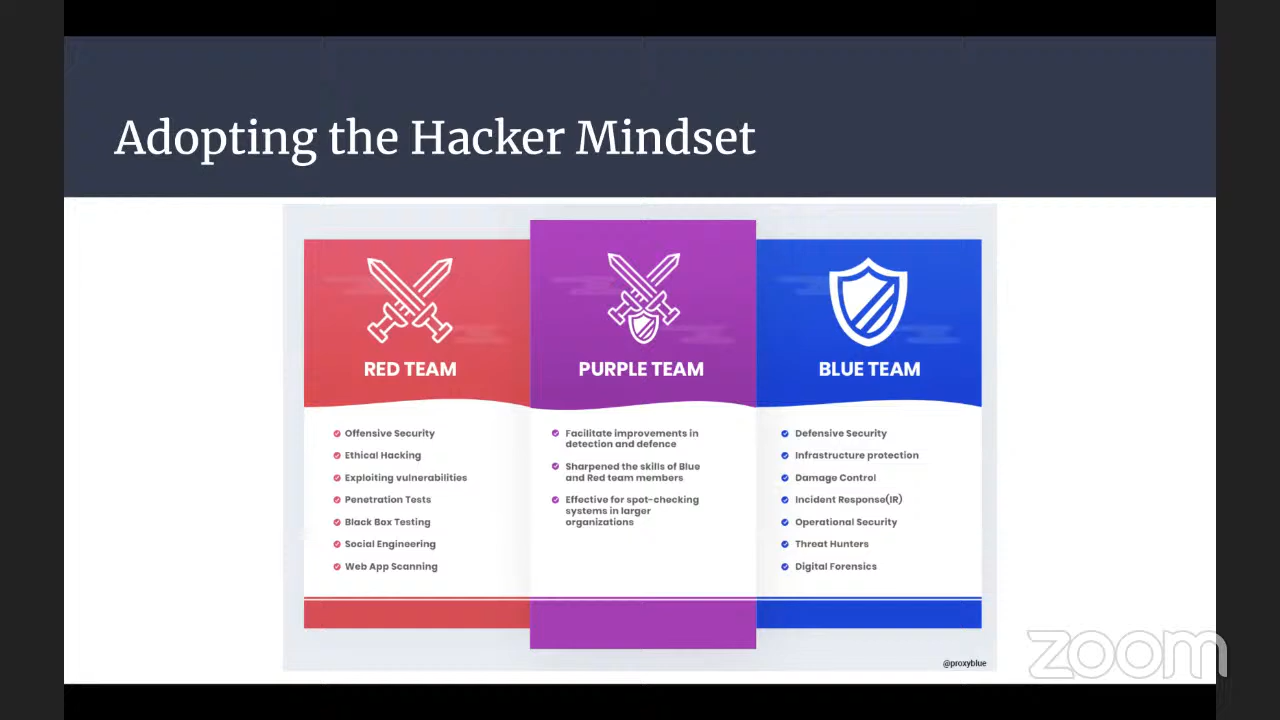 Adopting the Hacker Mindset
RED TEAM
Offensive Security
Ethical Hacking
Exploiting vulnerabilities
Penetration Tests
Black Box Testing
Social Engineering
Web App Scanning
PURPLE TEAM
Facilitate improvements in
detection and defence
Sharpened the skills of Blue
and Red team members
Effective for spot-checking
systems in larger
organizations
BLUE TEAM
Defensive Security
Infrastructure protection
Damage Control
Incident Response(IR)
Operational Security
Threat Hunters
Digital Forensics
@proxyblue
zoom